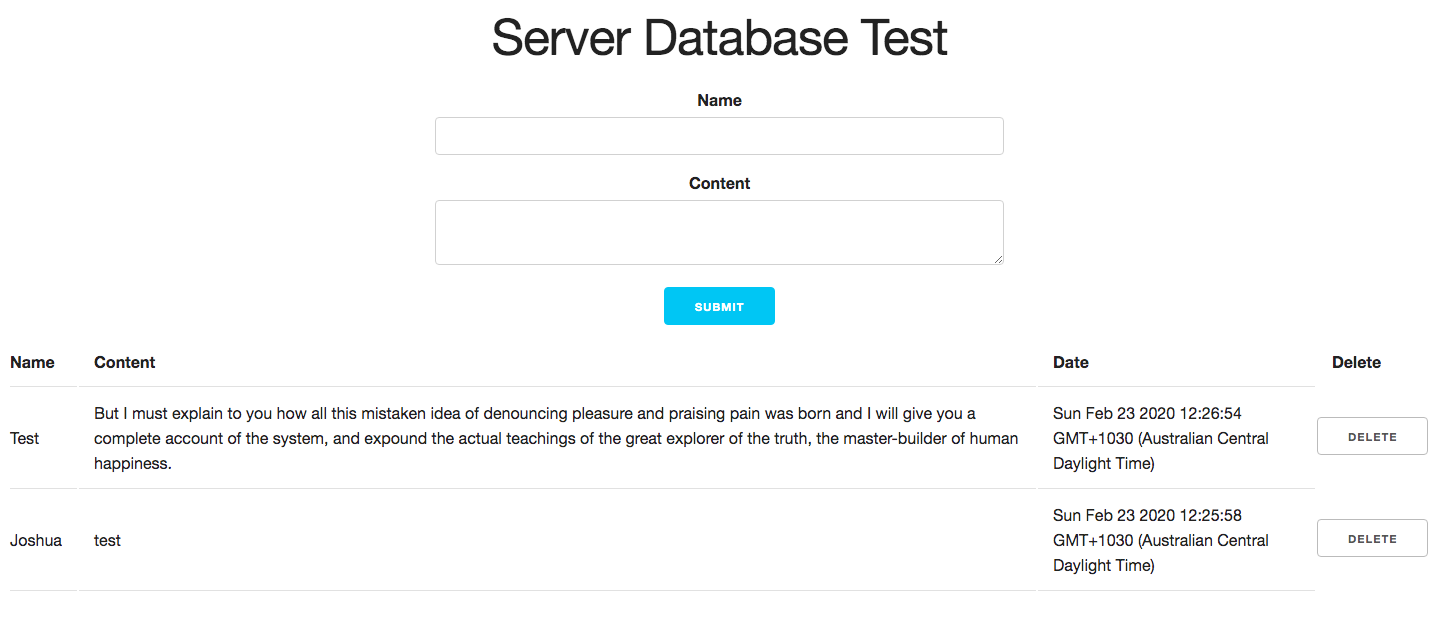 Server Database Test
Name
Content
SUBMIT
Name Content Date Delete
Test
But I must explain to you how all this mistaken idea of denouncing pleasure and praising pain was born and I will give you a
complete account of the system, and expound the actual teachings of the great explorer of the truth, the master-builder of human
happiness.
Sun Feb 23 2020 12:26:54
GMT+1030 (Australian Central
Daylight Time)
DELETE
Joshua
test
Sun Feb 23 2020 12:25:58
GMT+1030 (Australian Central
Daylight Time)
DELETE